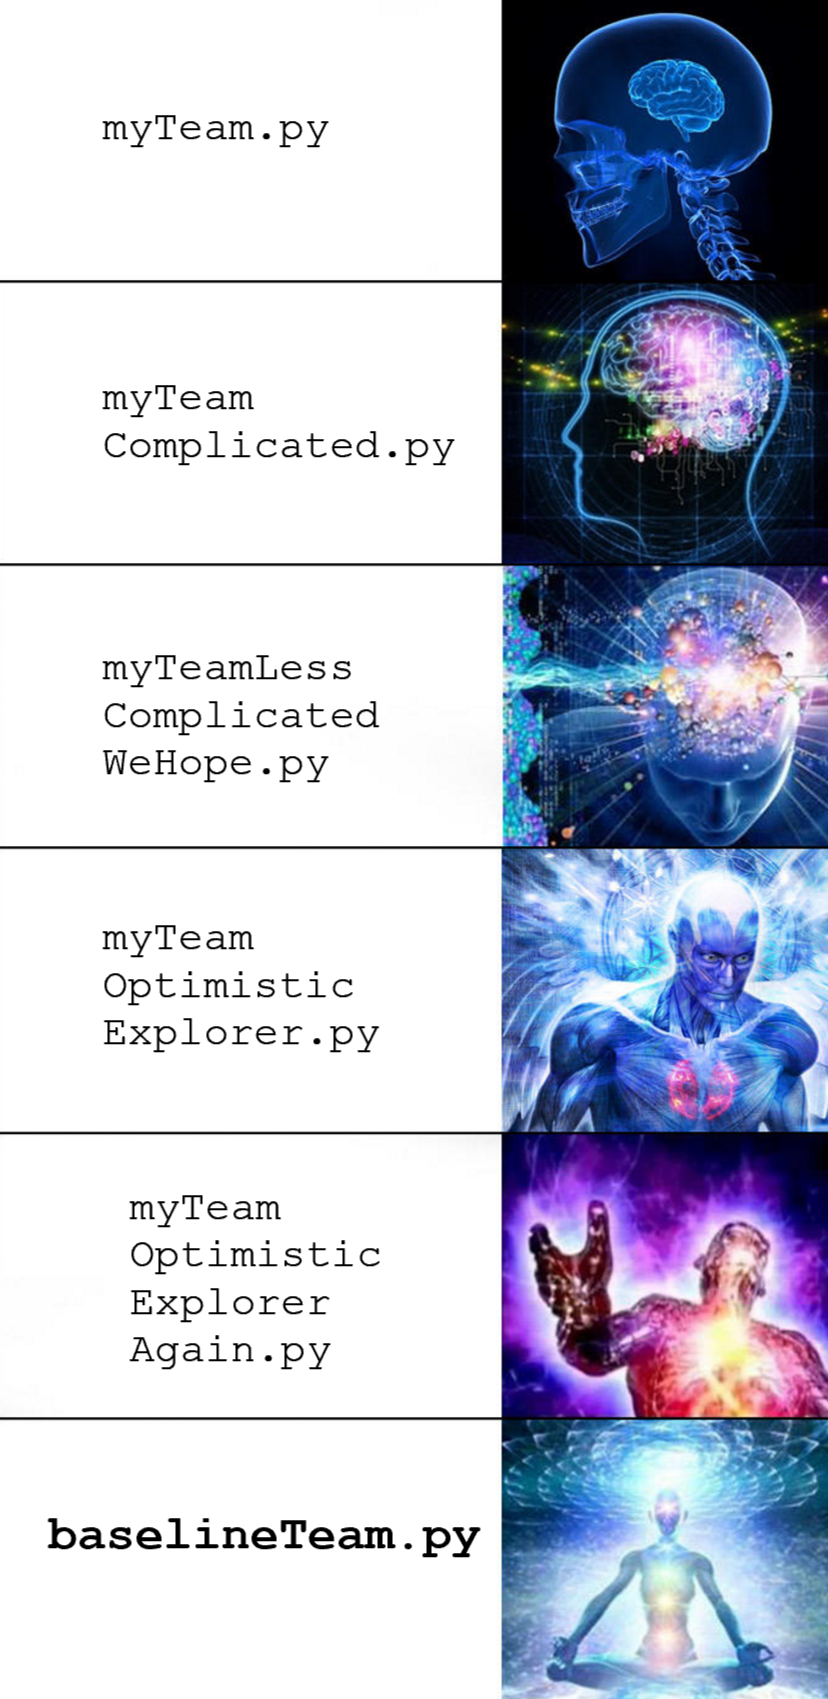 myTeam.py
myTeam
Complicated.py
myTeamLess
Complicated
WeHope.py
myTeam
Optimistic
Explorer.py
myTeam
Optimistic
Explorer
Again.py
baselineTeam.py